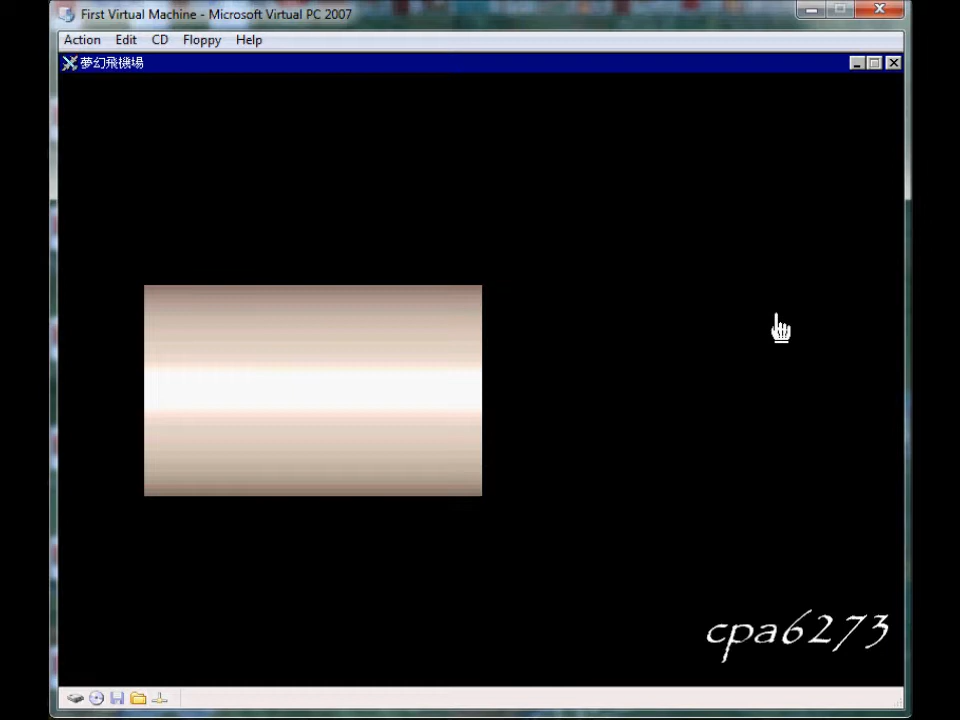 First Virtual Machine - Microsoft Virtual PC 2007
Action Edit CD Floppy Help
夢幻飛機場
cpa6273